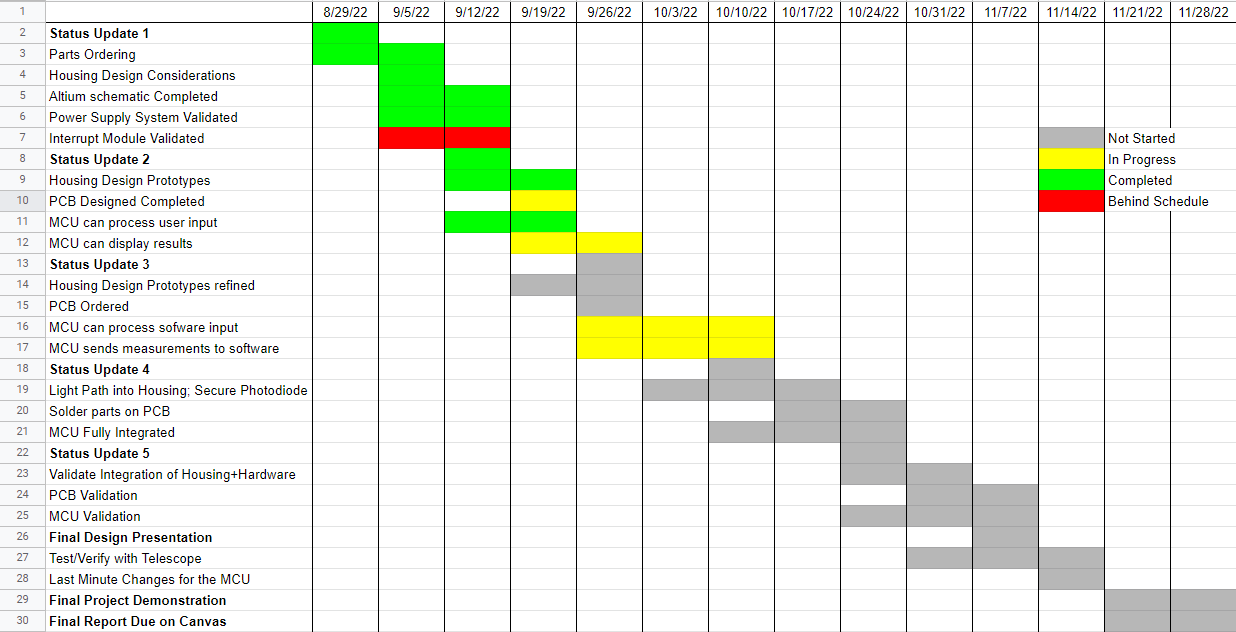 1 8/29/22 9/5/22 9/12/22 9/19/22 9/26/22 10/3/22 10/10/22 10/17/22 10/24/22 10/31/22 11/7/22 11/14/22 11/21/22 11/28/22
2 Status Update 1
3 Parts Ordering
4 Housing Design Considerations
5 Altium schematic Completed
6 Power Supply System Validated
7 Interrupt Module Validated Not Started
8 Status Update 2 In Progress
9 Housing Design Prototypes Completed
10 PCB Designed Completed Behind Schedule
11 MCU can process user input
12 MCU can display results
13 Status Update 3
14 Housing Design Prototypes refined
15 PCB Ordered
16 MCU can process sofware input
17 MCU sends measurements to software
18 Status Update 4
19 Light Path into Housing; Secure Photodiode
20 Solder parts on PCB
21 MCU Fully Integrated
22 Status Update 5
23 Validate Integration of Housing+Hardware
24 PCB Validation
25 MCU Validation
26 Final Design Presentation
27 Test/Verify with Telescope
28 Last Minute Changes for the MCU
29 Final Project Demonstration
30 Final Report Due on Canvas